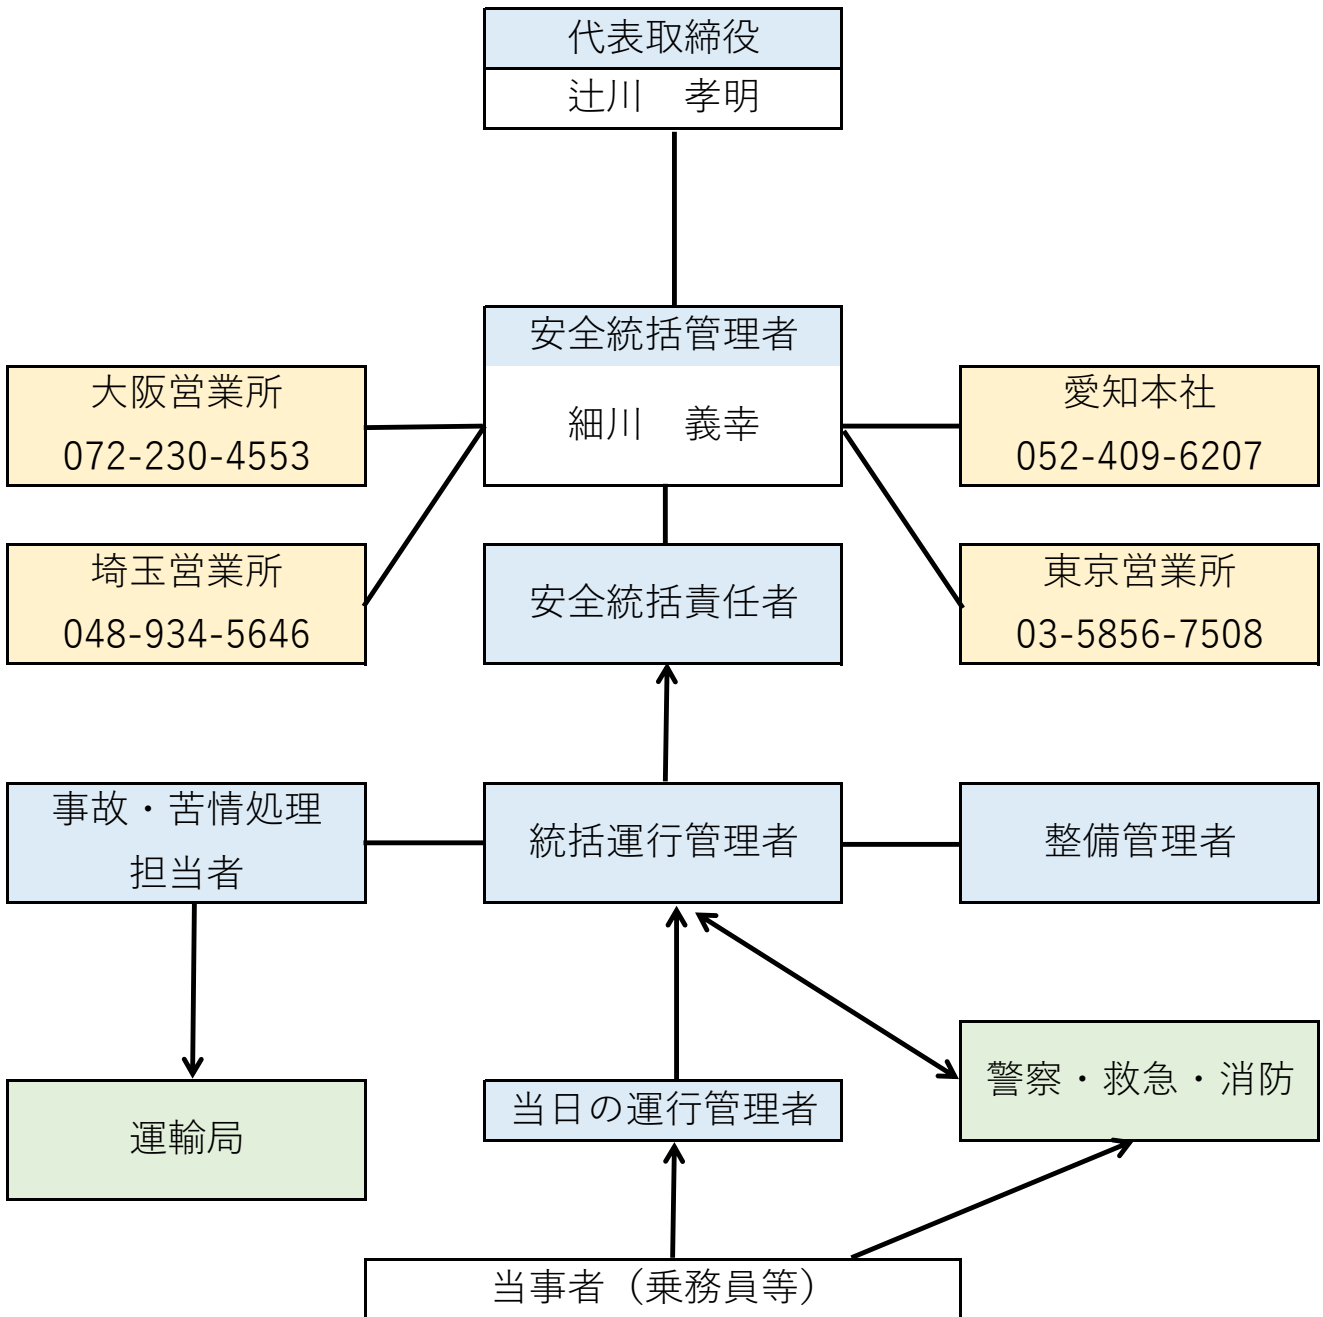 代表取締役
辻川　孝明
安全統括管理者
細川　義幸
大阪営業所
072-230-4553
愛知本社
052-409-6207
埼玉営業所
048-934-5646
安全統括責任者
東京営業所
03-5856-7508
事故・苦情処理
担当者
統括運行管理者
整備管理者
警察・救急・消防
運輸局
当日の運行管理者
当事者（乗務員等）